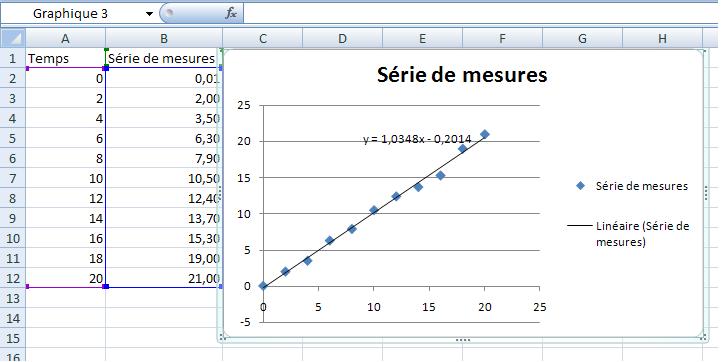 Graphique 3
fx
A B C D E F G H
1 Temps Série de mesures
2 0 0,01
3 2 2,00
4 4 3,50
5 6 6,30
6 8 7,90
7 10 10,50
8 12 12,40
9 14 13,70
10 16 15,30
11 18 19,00
12 20 21,00
13
14
15
16
Série de mesures
25
20
15
10
5
0
-5
0 5 10 15 20 25
y = 1,0348x - 0,2014
Série de mesures
Linéaire (Série de
mesures)